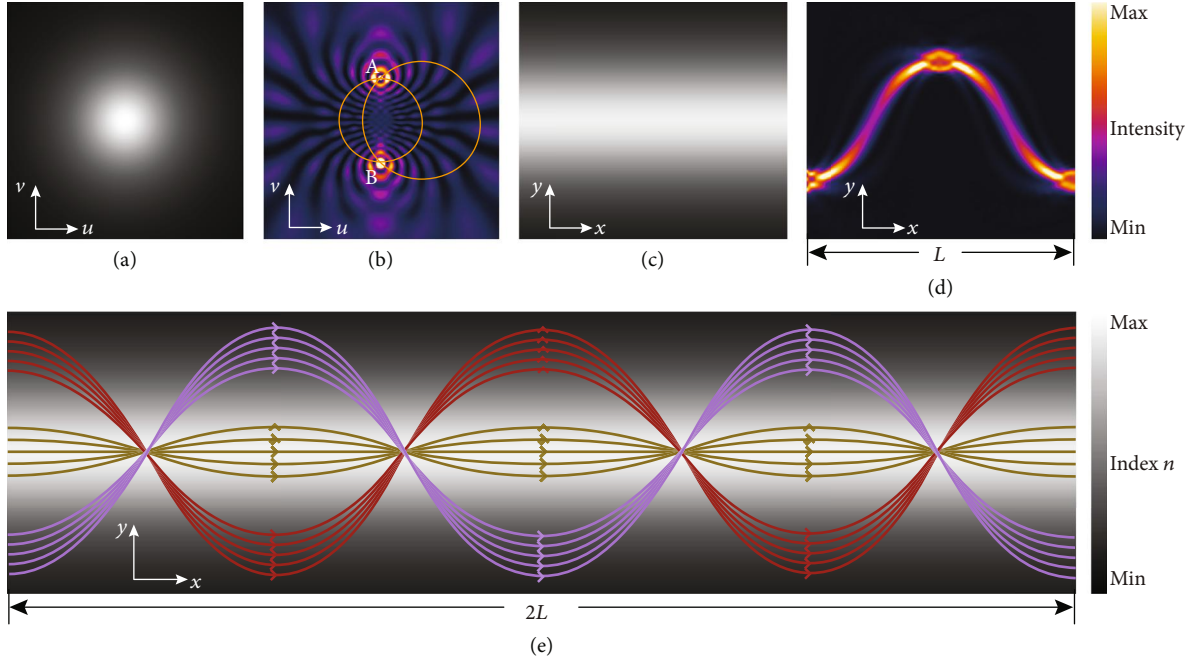 Max
Intensity
Min
v
u
(a)
A
B
v
u
(b)
y
x
(c)
y
x
L
(d)
Max
Index n
Min
y
x
2L
(e)